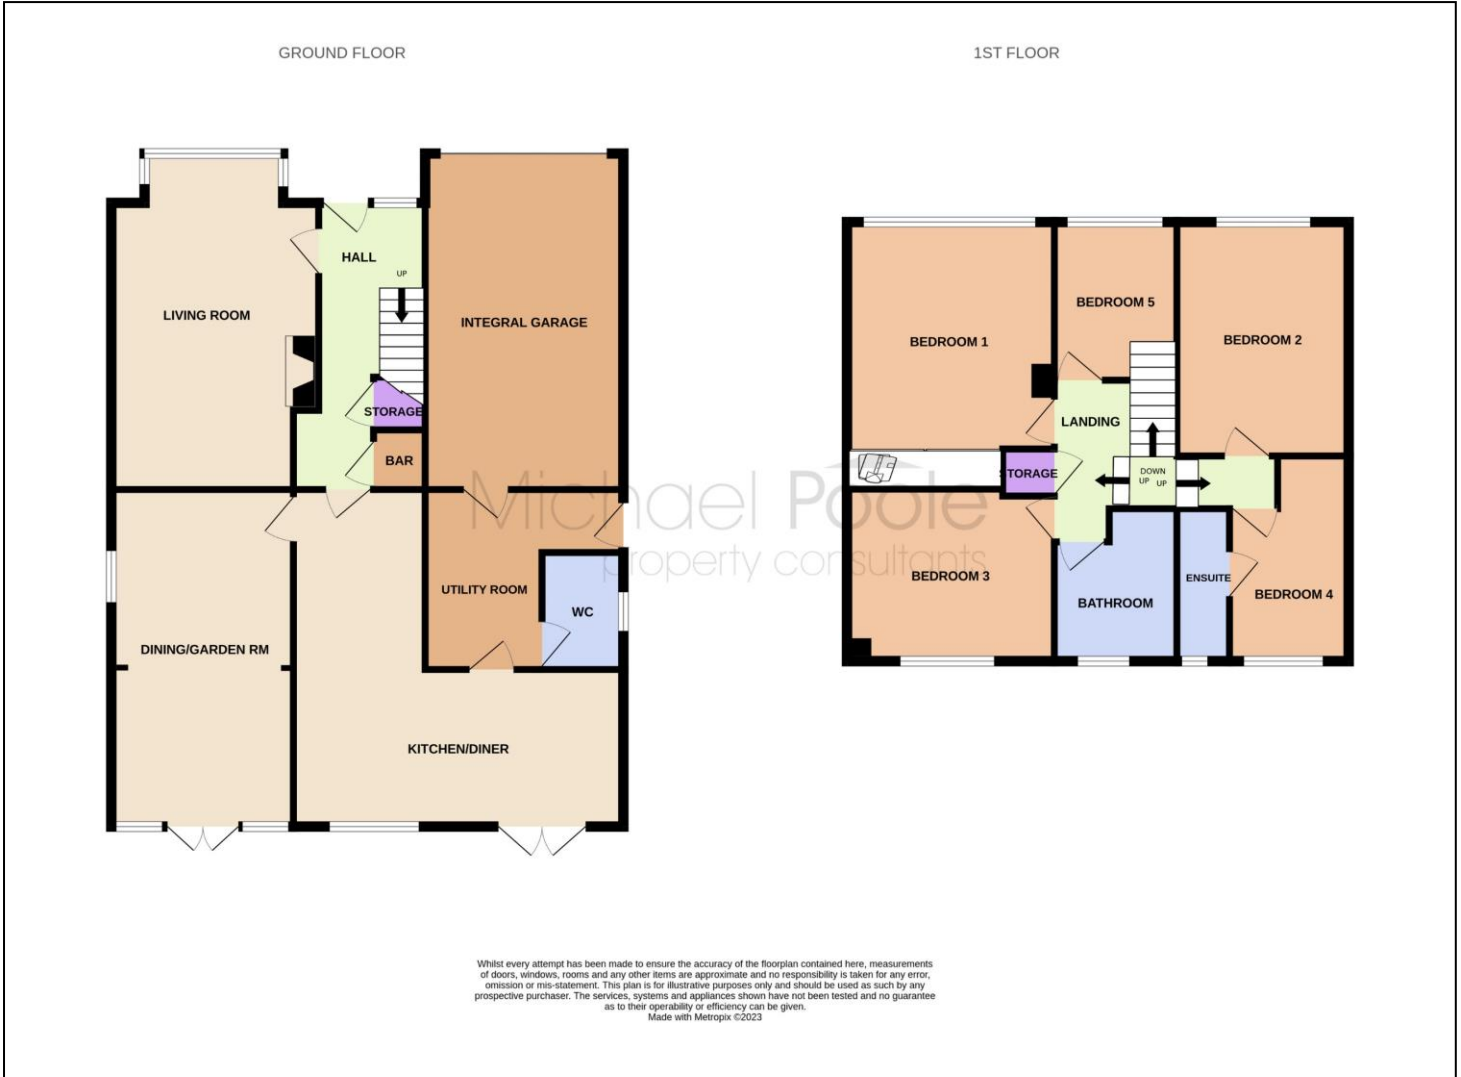 GROUND FLOOR
1ST FLOOR
LIVING ROOM
HALL
UP
INTEGRAL GARAGE
STORAGE
BAR
UTILITY ROOM
WC
DINING/GARDEN RM
KITCHEN/DINER
BEDROOM 1
BEDROOM 5
BEDROOM 2
LANDING
STORAGE
DOWN
UP UP
BEDROOM 3
BATHROOM
ENSUITE
BEDROOM 4
Michael Poole
property consultants
Whilst every attempt has been made to ensure the accuracy of the floorplan contained here, measurements
of doors, windows, rooms and any other items are approximate and no responsibility is taken for any error,
omission or mis-statement. This plan is for illustrative purposes only and should be used as such by any
prospective purchaser. The services, systems and appliances shown have not been tested and no guarantee
as to their operability or efficiency can be given.
Made with Metropix ©2023